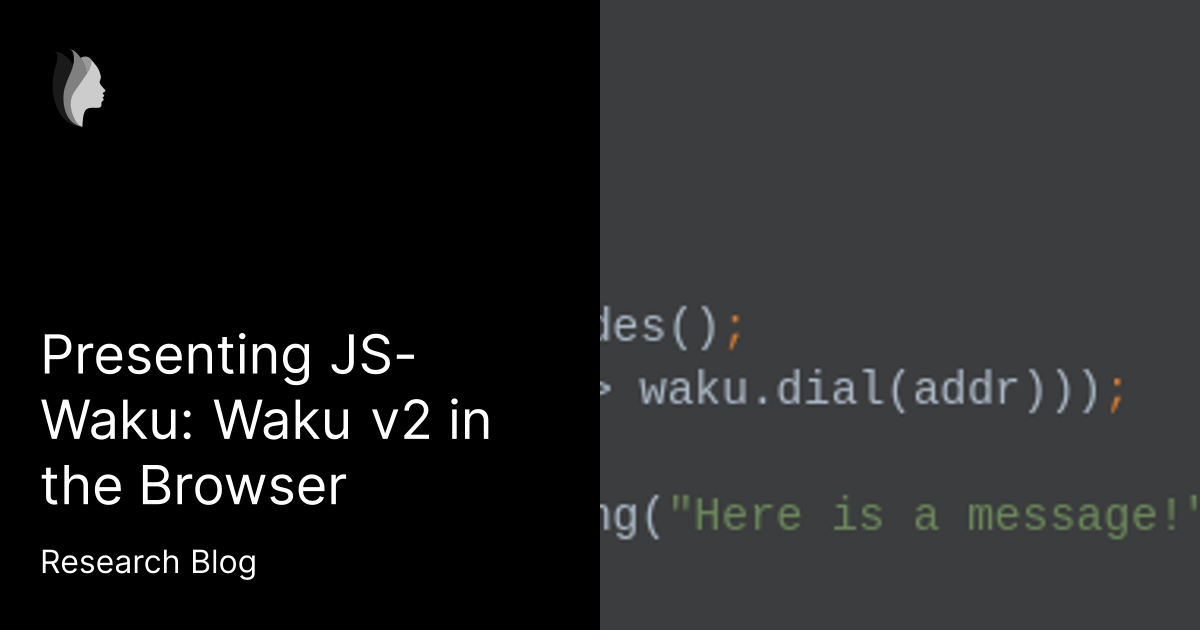 Presenting JS-
Waku: Waku v2 in
the Browser
Research Blog
des();
> waku.dial(addr)));
ng("Here is a message!"